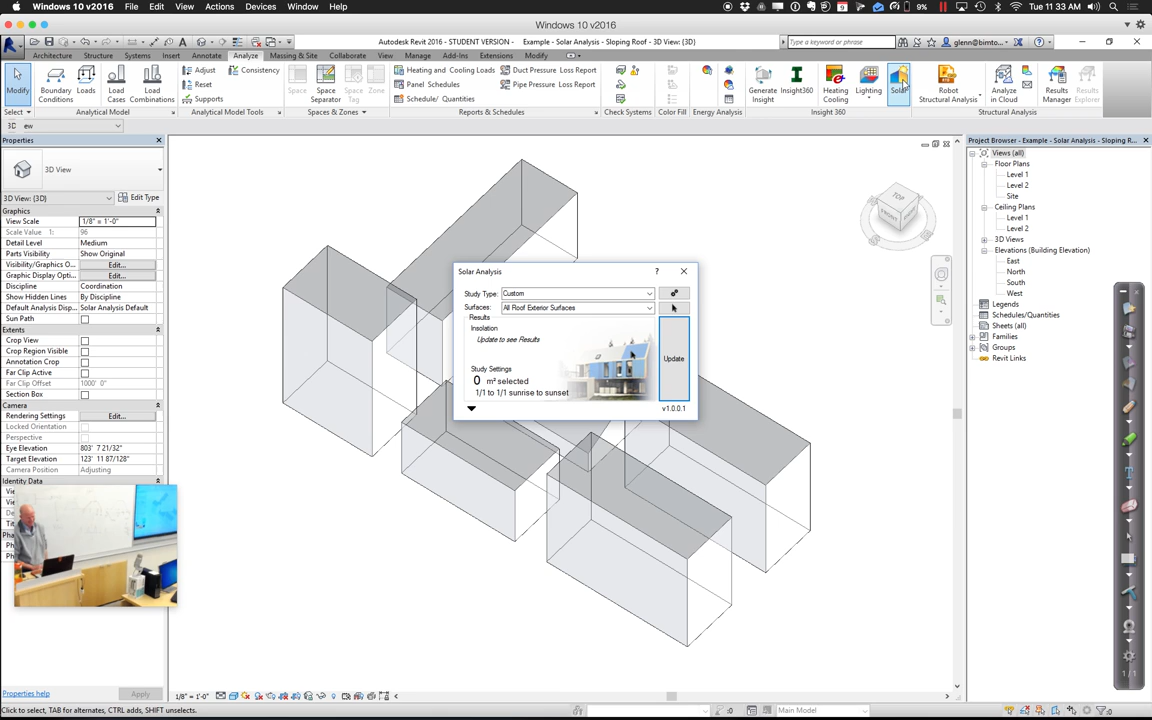 Windows 10 v2016 File Edit View Actions Devices Window Help 9% Tue 11 33 AM
Windows 10 v2016
Autodesk Revit 2016 - STUDENT VERSION - Example - Solar Analysis - Sloping Roof - 3D View: {3D} Type a keyword or phrase glenn@bimto...
Architecture Structure Systems Insert Annotate Analyze Massing & Site Collaborate View Manage Add-Ins Extensions Modify
Modify Boundary Conditions Loads Load Cases Load Combinations Adjust Reset Supports Consistency Space Space Separator Space Tag Zone
Heating and Cooling Loads Duct Pressure Loss Report
Panel Schedules Pipe Pressure Loss Report
Schedule/ Quantities
Generate Insight Insight360 Heating Cooling Lighting Solar Robot Structural Analysis Analyze in Cloud Results Manager Results Explorer
Select Analytical Model Analytical Model Tools Spaces & Zones Reports & Schedules Check Systems Color Fill Energy Analysis Insight 360 Structural Analysis
3D ew
Properties
3D View
3D View: {3D} Edit Type
Graphics
View Scale 1/8" = 1'-0"
Scale Value 1: 96
Detail Level Medium
Parts Visibility Show Original
Visibility/Graphics O... Edit...
Graphic Display Opti... Edit...
Discipline Coordination
Show Hidden Lines By Discipline
Default Analysis Disp... Solar Analysis Default
Sun Path
Extents
Crop View
Crop Region Visible
Annotation Crop
Far Clip Active
Far Clip Offset 1000' 0"
Section Box
Camera
Rendering Settings Edit...
Locked Orientation
Perspective
Eye Elevation 803' 7 21/32"
Target Elevation 123' 11 87/128"
Camera Position Adjusting
Identity Data
Properties help Apply
TOP
FRONT
Solar Analysis ?
Study Type: Custom
Surfaces: All Roof Exterior Surfaces
Results
Insolation
Update to see Results
Study Settings
0 m² selected
1/1 to 1/1 sunrise to sunset
Update
v1.0.0.1
Project Browser - Example - Solar Analysis - Sloping Roof
Views (all)
Floor Plans
Level 1
Level 2
Site
Ceiling Plans
Level 1
Level 2
3D Views
Elevations (Building Elevation)
East
North
South
West
Legends
Schedules/Quantities
Sheets (all)
Families
Groups
Revit Links
1 / 1
1/8" = 1'-0"
Click to select, TAB for alternates, CTRL adds, SHIFT unselects. :0 Main Model :0